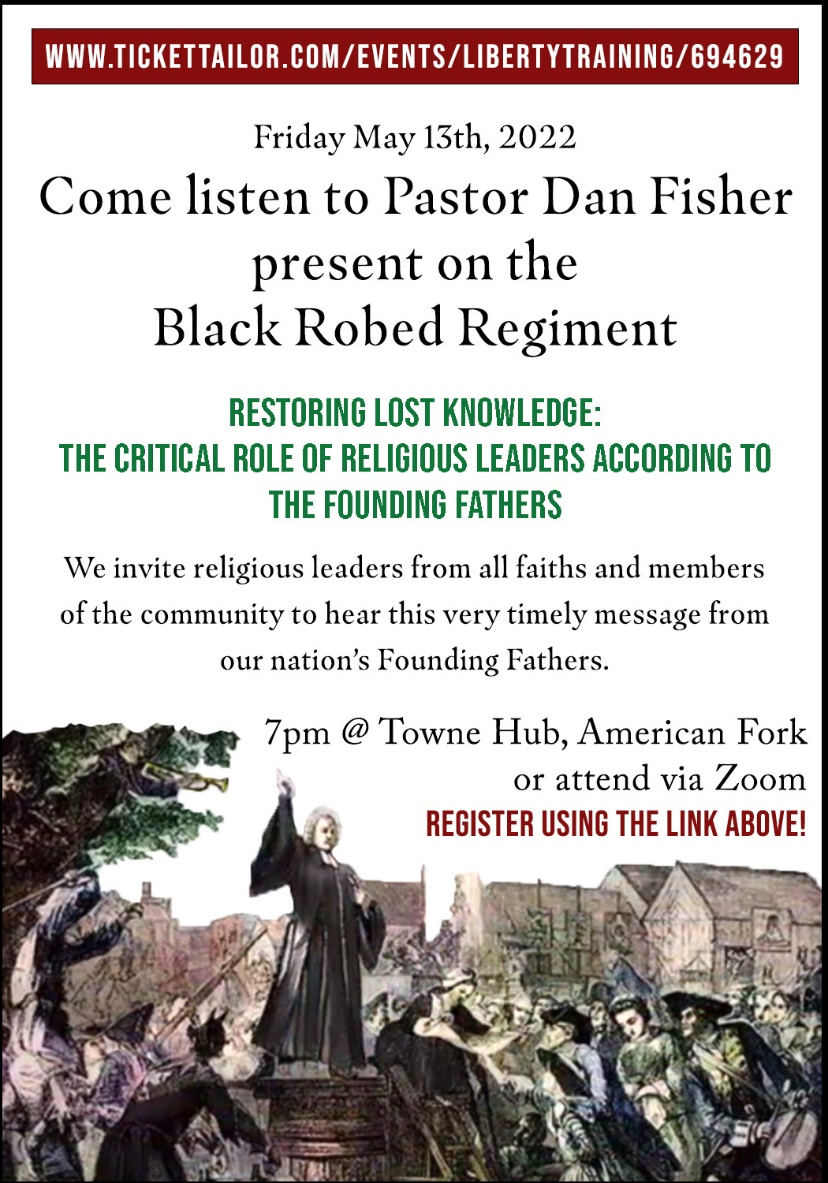 WWW.TICKETTAILOR.COM/EVENTS/LIBERTYTRAINING/694629
Friday May 13th, 2022
Come listen to Pastor Dan Fisher
present on the
Black Robed Regiment
RESTORING LOST KNOWLEDGE:
THE CRITICAL ROLE OF RELIGIOUS LEADERS ACCORDING TO
THE FOUNDING FATHERS
We invite religious leaders from all faiths and members
of the community to hear this very timely message from
our nation’s Founding Fathers.
7pm @ Towne Hub, American Fork
or attend via Zoom
REGISTER USING THE LINK ABOVE!